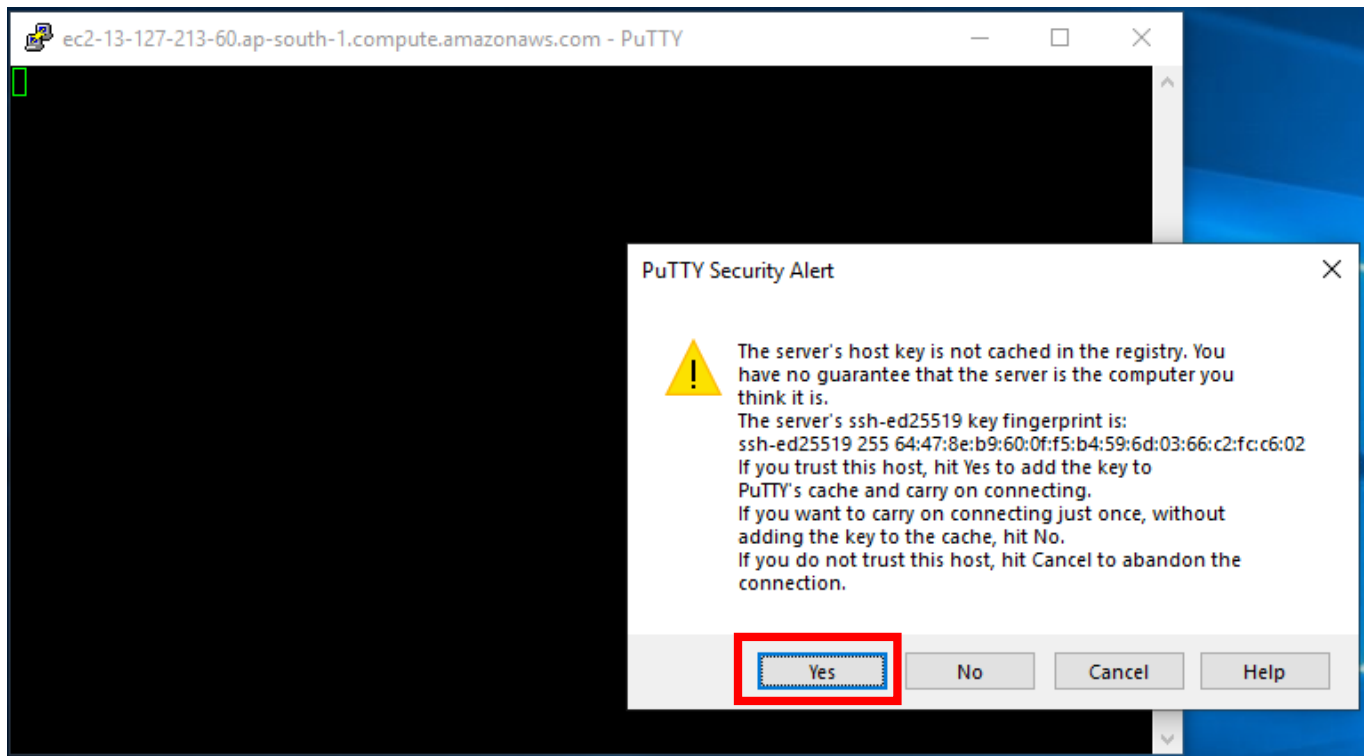 ec2-13-127-213-60.ap-south-1.compute.amazonaws.com - PuTTY
PuTTY Security Alert
The server's host key is not cached in the registry. You
have no guarantee that the server is the computer you
think it is.
The server's ssh-ed25519 key fingerprint is:
ssh-ed25519 255 64:47:8e:b9:60:0f:f5:b4:59:6d:03:66:c2:fc:c6:02
If you trust this host, hit Yes to add the key to
PuTTY's cache and carry on connecting.
If you want to carry on connecting just once, without
adding the key to the cache, hit No.
If you do not trust this host, hit Cancel to abandon the
connection.
Yes No Cancel Help